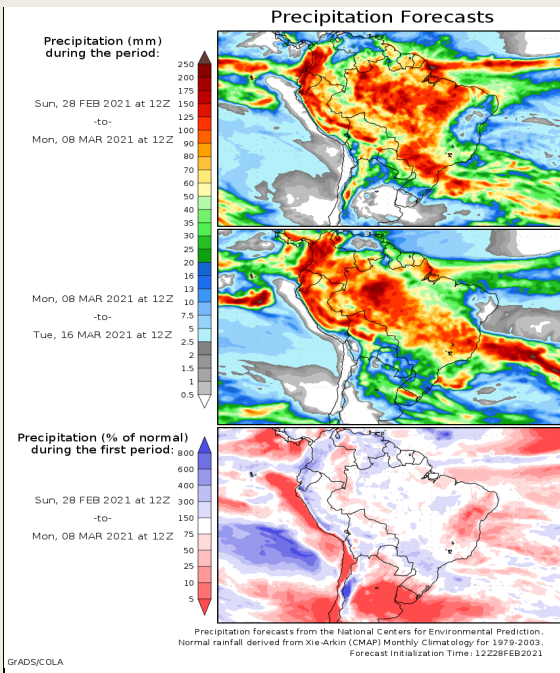 Precipitation Forecasts
Precipitation (mm)
during the period:
250
200
175
150
125
100
90
80
70
60
50
40
35
30
25
20
16
13
10
7.5
5
2.5
2
1.5
1
0.5
Sun, 28 FEB 2021 at 12Z
-to-
Mon, 08 MAR 2021 at 12Z
Mon, 08 MAR 2021 at 12Z
-to-
Tue, 16 MAR 2021 at 12Z
Precipitation (% of normal)
during the first period:
800
600
400
300
150
75
50
25
10
5
Sun, 28 FEB 2021 at 12Z
-to-
Mon, 08 MAR 2021 at 12Z
Precipitation forecasts from the National Centers for Environmental Prediction.
Normal rainfall derived from Xie-Arkin (CMAP) Monthly Climatology for 1979-2003.
Forecast Initialization Time: 12Z28FEB2021
GrADS/COLA